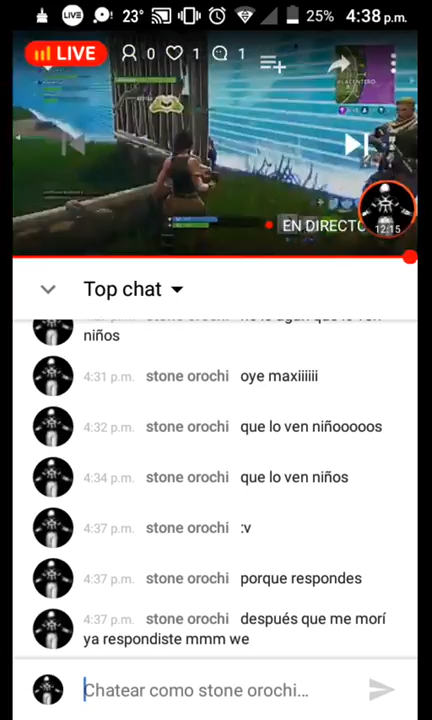 LIVE 23° 25% 4:38 p.m.
LIVE 0 1 1
EN DIRECTO
12:15
Top chat
niños
4:31 p.m. stone orochi oye maxiiiiii
4:32 p.m. stone orochi que lo ven niñooooos
4:34 p.m. stone orochi que lo ven niños
4:37 p.m. stone orochi :v
4:37 p.m. stone orochi porque respondes
4:37 p.m. stone orochi después que me morí
ya respondiste mmm we
Chatear como stone orochi...